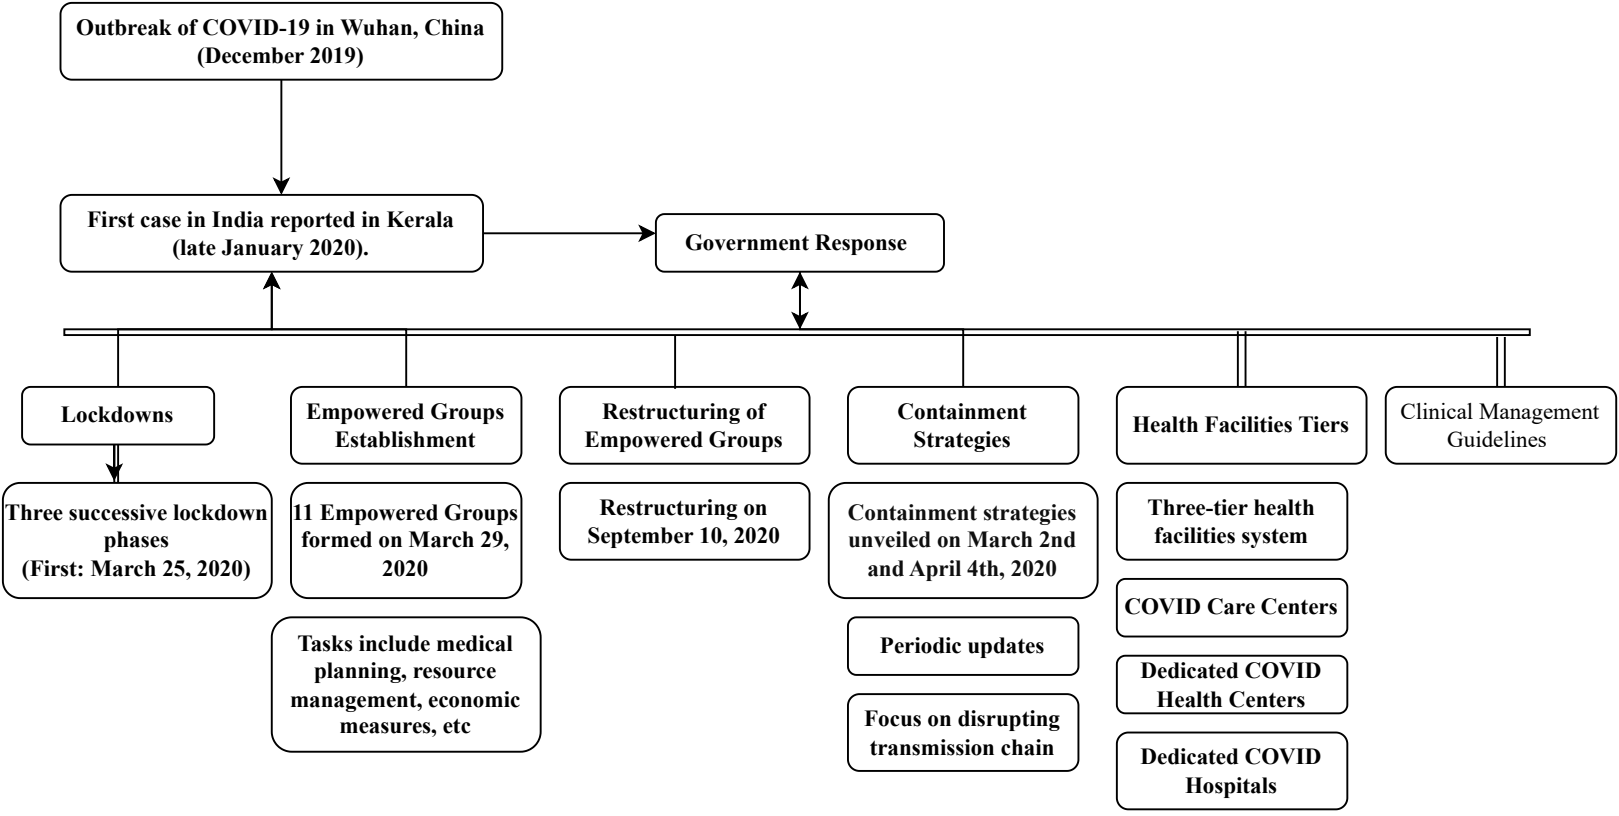 Outbreak of COVID-19 in Wuhan, China
(December 2019)
First case in India reported in Kerala
(late January 2020).
Government Response
Lockdowns
Three successive lockdown
phases
(First: March 25, 2020)
Empowered Groups
Establishment
11 Empowered Groups
formed on March 29,
2020
Tasks include medical
planning, resource
management, economic
measures, etc
Restructuring of
Empowered Groups
Restructuring on
September 10, 2020
Containment
Strategies
Containment strategies
unveiled on March 2nd
and April 4th, 2020
Periodic updates
Focus on disrupting
transmission chain
Health Facilities Tiers
Three-tier health
facilities system
COVID Care Centers
Dedicated COVID
Health Centers
Dedicated COVID
Hospitals
Clinical Management
Guidelines